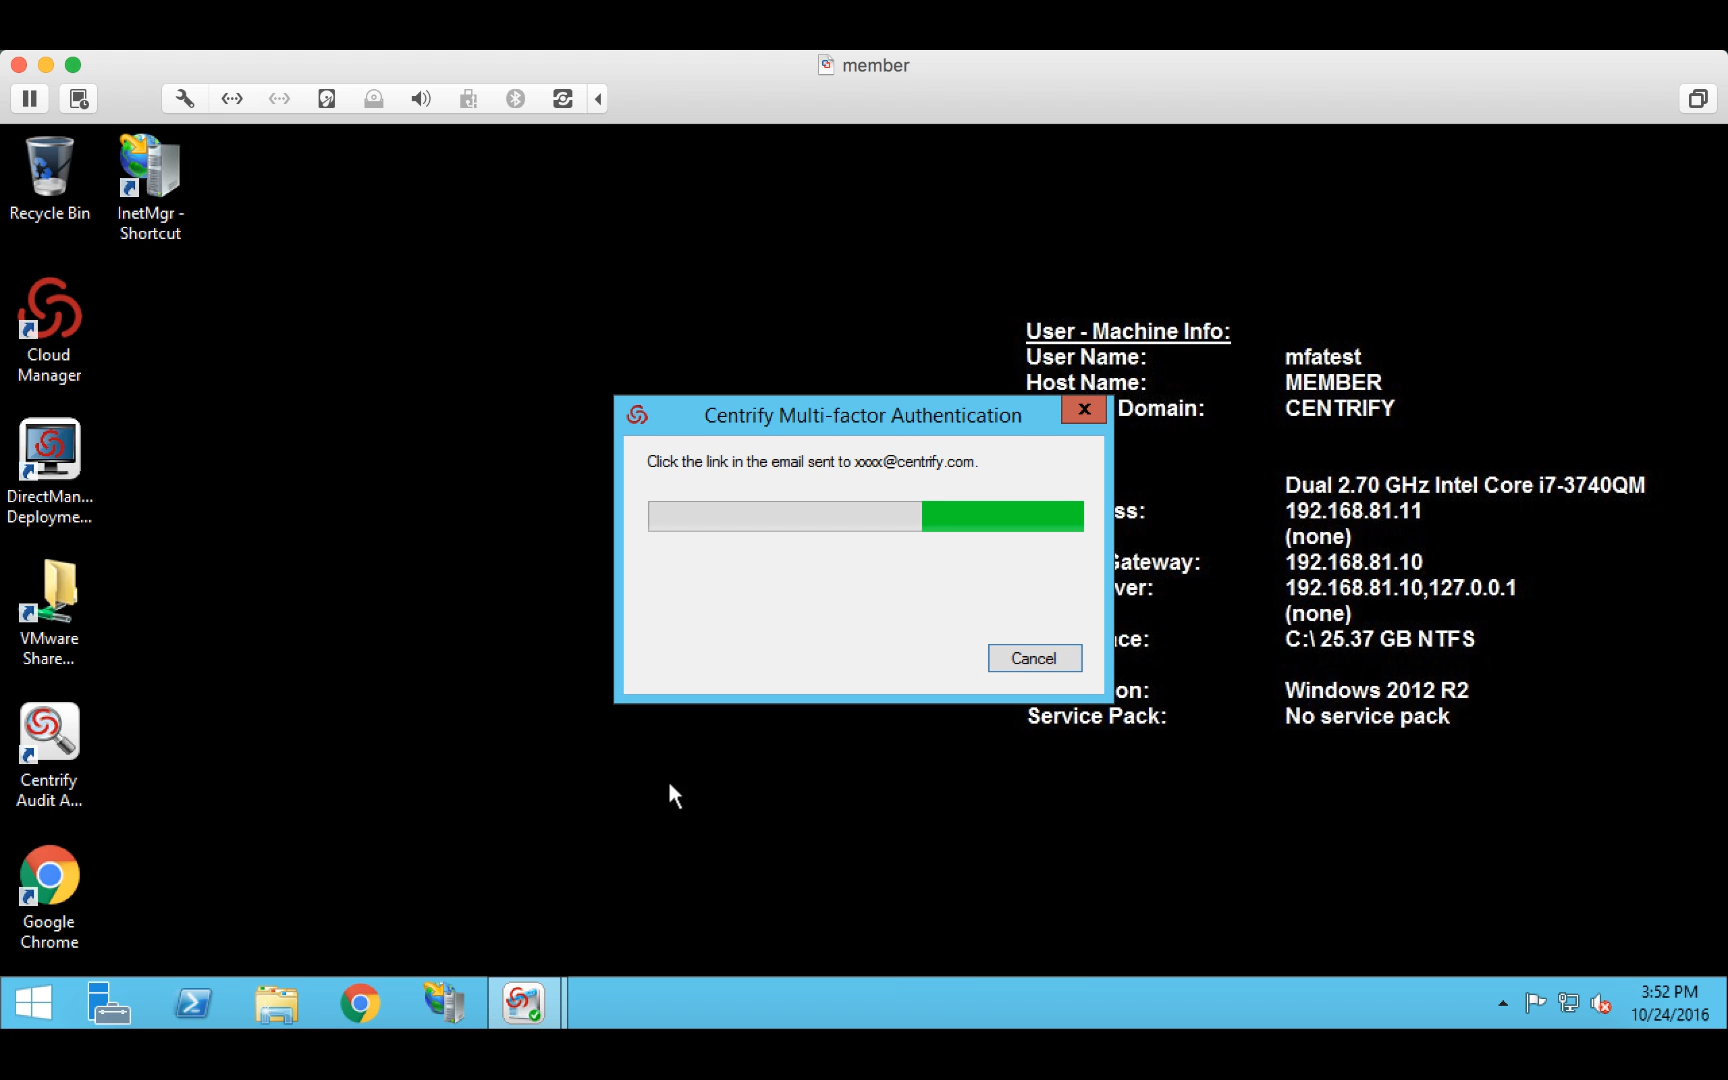 member
Recycle Bin
InetMgr -
Shortcut
Cloud
Manager
DirectMan...
Deployme...
VMware
Share...
Centrify
Audit A...
Google
Chrome
User - Machine Info:
User Name: mfatest
Host Name: MEMBER
Domain: CENTRIFY
Dual 2.70 GHz Intel Core i7-3740QM
ss: 192.168.81.11
(none)
Gateway: 192.168.81.10
ver: 192.168.81.10,127.0.0.1
(none)
ce: C:\ 25.37 GB NTFS
on: Windows 2012 R2
Service Pack: No service pack
Centrify Multi-factor Authentication
Click the link in the email sent to xxxx@centrify.com.
Cancel
3:52 PM
10/24/2016